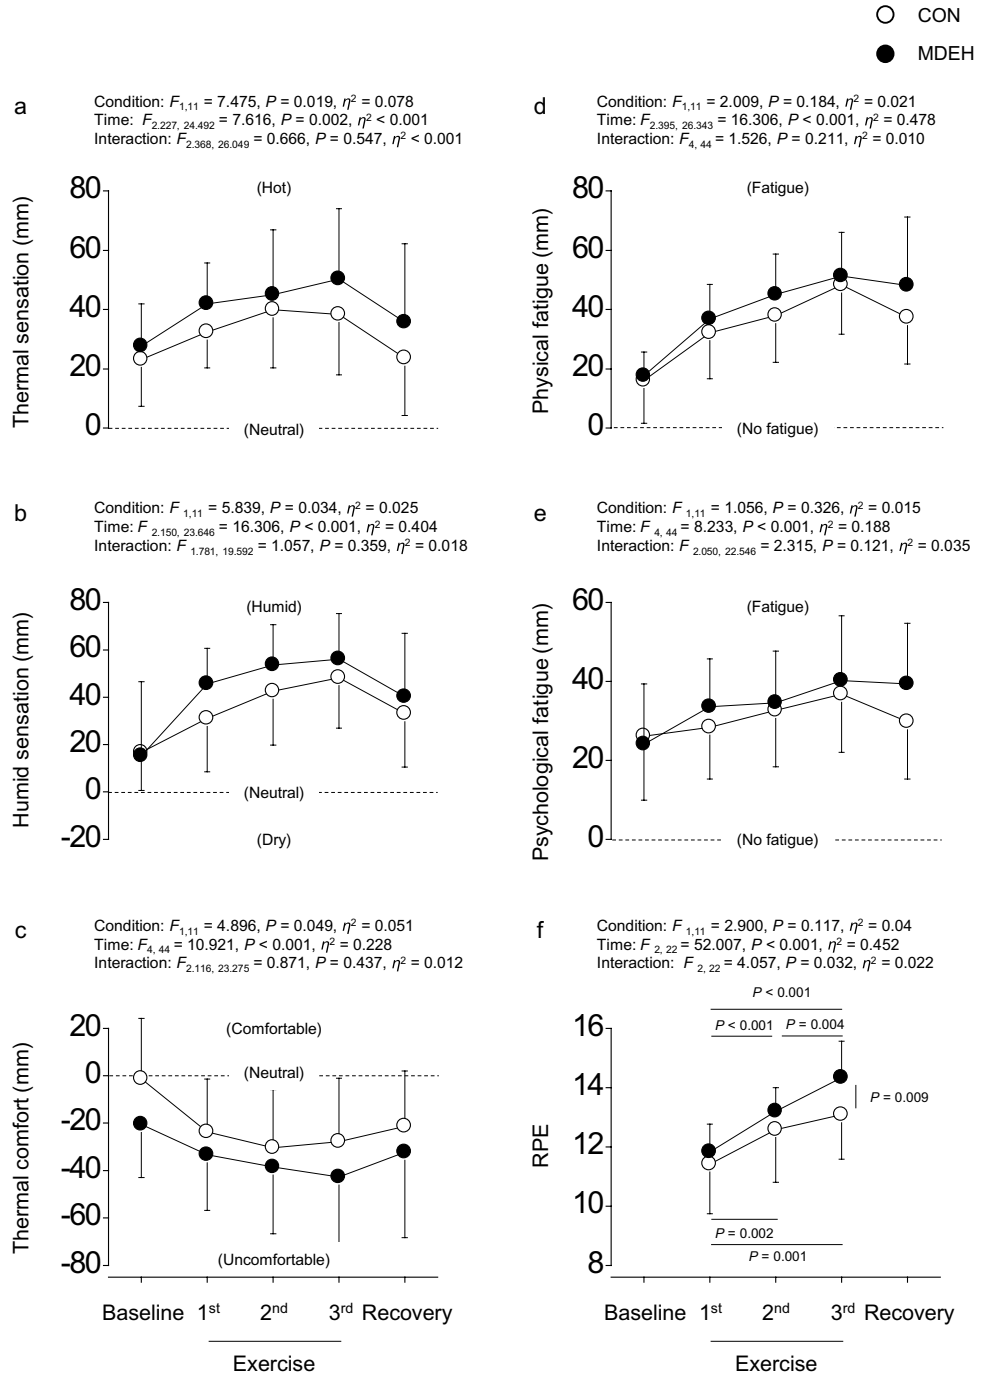 CON
MDEH
a
Condition: F1,11 = 7.475, P = 0.019, η2 = 0.078
Time: F2.227, 24.492 = 7.616, P = 0.002, η2 < 0.001
Interaction: F2.368, 26.049 = 0.666, P = 0.547, η2 < 0.001
Thermal sensation (mm)
80
60
40
20
0
(Hot)
(Neutral)
d
Condition: F1,11 = 2.009, P = 0.184, η2 = 0.021
Time: F2.395, 26.343 = 16.306, P < 0.001, η2 = 0.478
Interaction: F4, 44 = 1.526, P = 0.211, η2 = 0.010
Physical fatigue (mm)
80
60
40
20
0
(Fatigue)
(No fatigue)
b
Condition: F 1,11 = 5.839, P = 0.034, η2 = 0.025
Time: F 2.150, 23.646 = 16.306, P < 0.001, η2 = 0.404
Interaction: F 1.781, 19.592 = 1.057, P = 0.359, η2 = 0.018
Humid sensation (mm)
80
60
40
20
0
-20
(Humid)
(Neutral)
(Dry)
e
Condition: F 1,11 = 1.056, P = 0.326, η2 = 0.015
Time: F 4, 44 = 8.233, P < 0.001, η2 = 0.188
Interaction: F 2.050, 22.546 = 2.315, P = 0.121, η2 = 0.035
Psychological fatigue (mm)
60
40
20
0
(Fatigue)
(No fatigue)
c
Condition: F1,11 = 4.896, P = 0.049, η2 = 0.051
Time: F4, 44 = 10.921, P < 0.001, η2 = 0.228
Interaction: F2.116, 23.275 = 0.871, P = 0.437, η2 = 0.012
Thermal comfort (mm)
20
0
-20
-40
-60
-80
(Comfortable)
(Neutral)
(Uncomfortable)
Baseline 1st 2nd 3rd Recovery
Exercise
f
Condition: F 1,11 = 2.900, P = 0.117, η2 = 0.04
Time: F 2, 22 = 52.007, P < 0.001, η2 = 0.452
Interaction: F 2, 22 = 4.057, P = 0.032, η2 = 0.022
P < 0.001
P < 0.001 P = 0.004
P = 0.009
P = 0.002
P = 0.001
RPE
16
14
12
10
8
Baseline 1st 2nd 3rd Recovery
Exercise